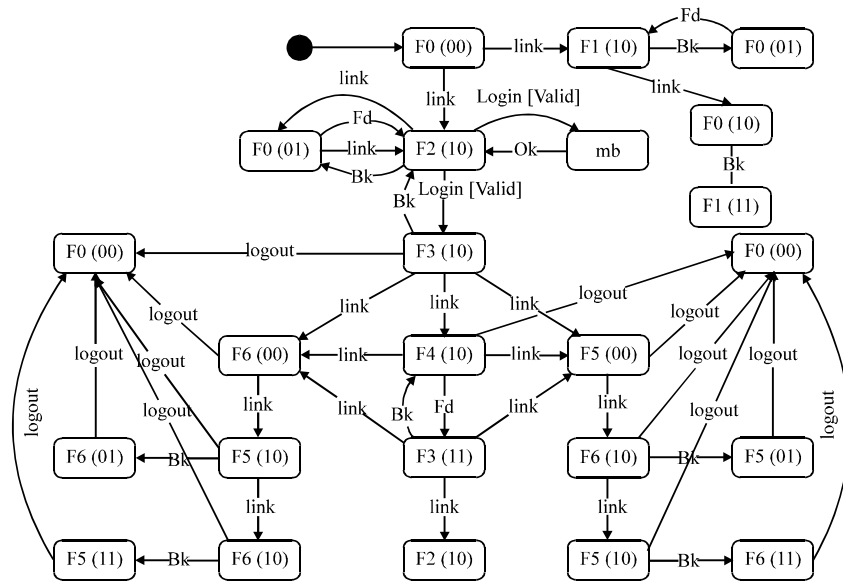 Fd
F0 (00)
link
F1 (10)
Bk
F0 (01)
link
link
link
Login [Valid]
F0 (10)
Fd
F0 (01)
link
F2 (10)
Ok
mb
Bk
Bk
Login [Valid]
Bk
F1 (11)
F0 (00)
logout
F3 (10)
F0 (00)
link
link
link
logout
logout
logout
F6 (00)
link
F4 (10)
link
F5 (00)
logout
logout
logout
logout
link
link
Bk
Fd
link
link
logout
logout
logout
logout
F6 (01)
Bk
F5 (10)
F3 (11)
F6 (10)
Bk
F5 (01)
link
link
link
F5 (11)
Bk
F6 (10)
F2 (10)
F5 (10)
Bk
F6 (11)